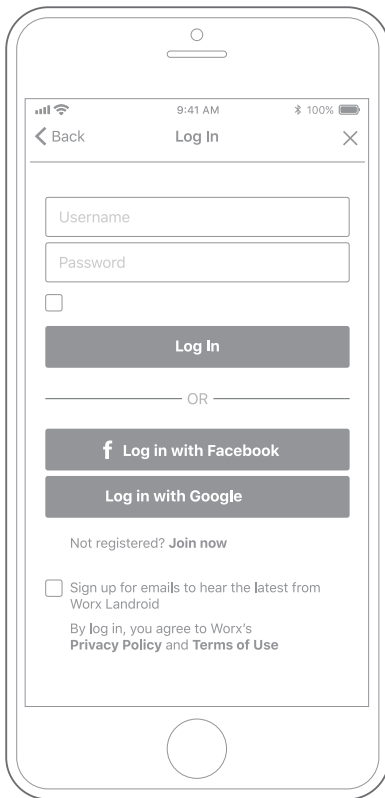 9:41 AM 100%
Back Log In
Username
Password
Log In
OR
f Log in with Facebook
Log in with Google
Not registered? Join now
Sign up for emails to hear the latest from
Worx Landroid
By log in, you agree to Worx's
Privacy Policy and Terms of Use